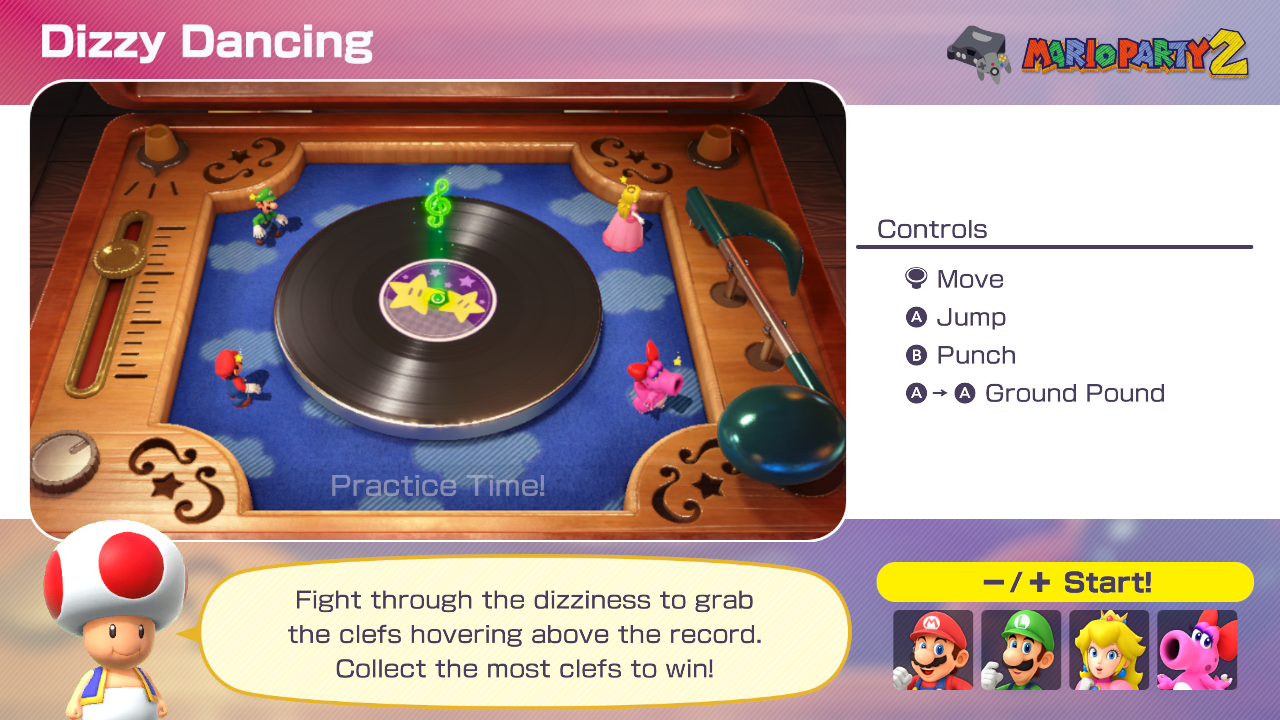 Dizzy Dancing
MARIO PARTY 2
Controls
Move
A Jump
B Punch
A → A Ground Pound
Practice Time!
Fight through the dizziness to grab
the clefs hovering above the record.
Collect the most clefs to win!
−/+ Start!
M
L